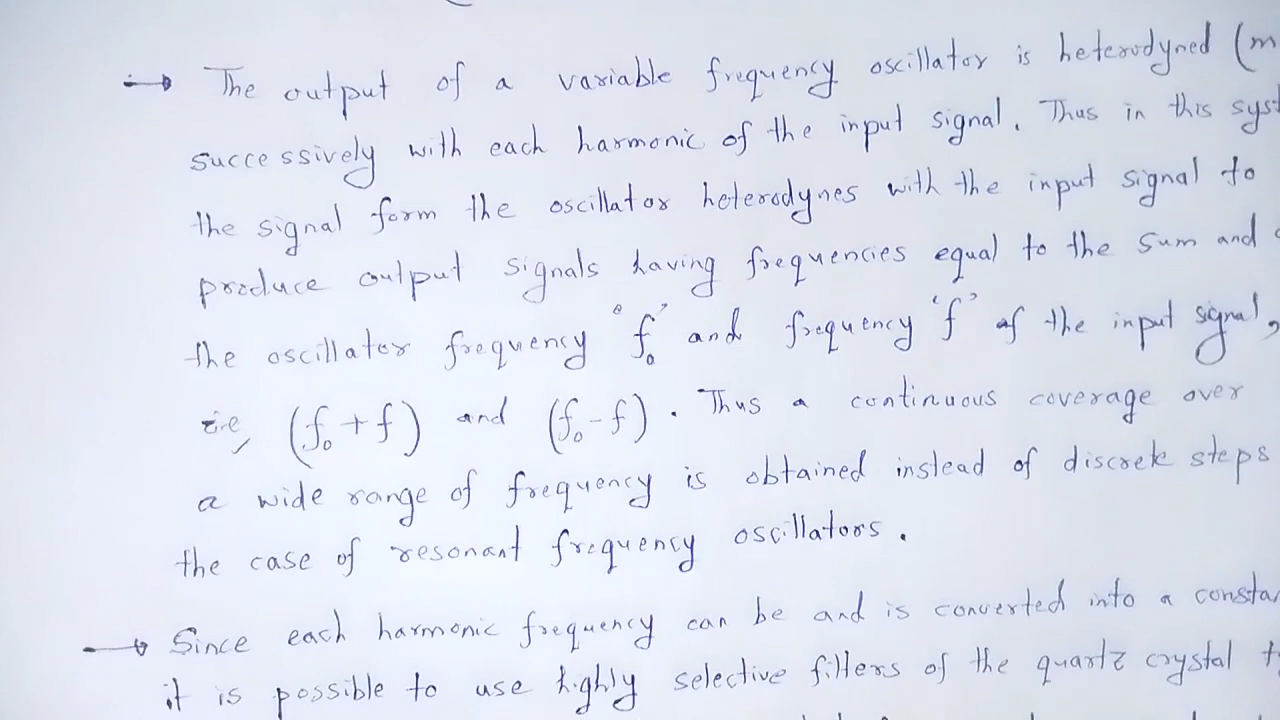 → The output of a variable frequency oscillator is heterodyned (m
successively with each harmonic of the input signal. Thus in this syst
the signal form the oscillator heterodynes with the input signal to
produce output signals having frequencies equal to the sum and
the oscillator frequency 'f₀' and frequency 'f' of the input signal,
i.e, (f₀ + f) and (f₀ - f). Thus a continuous coverage over
a wide range of frequency is obtained instead of discrete steps
the case of resonant frequency oscillators.
→ Since each harmonic frequency can be and is converted into a constan
it is possible to use highly selective filters of the quartz crystal t